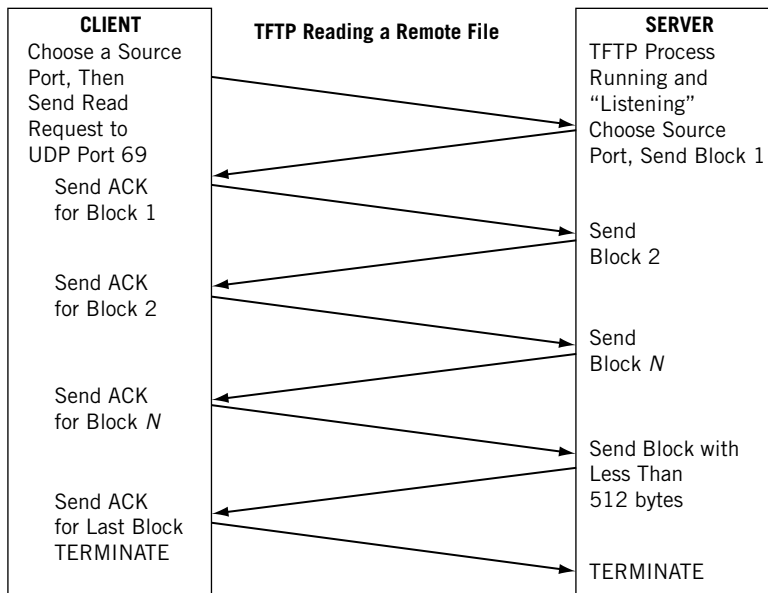 CLIENT
TFTP Reading a Remote File
SERVER
Choose a Source
Port, Then
Send Read
Request to
UDP Port 69
TFTP Process
Running and
“Listening”
Choose Source
Port, Send Block 1
Send ACK
for Block 1
Send
Block 2
Send ACK
for Block 2
Send
Block N
Send ACK
for Block N
Send Block with
Less Than
512 bytes
Send ACK
for Last Block
TERMINATE
TERMINATE